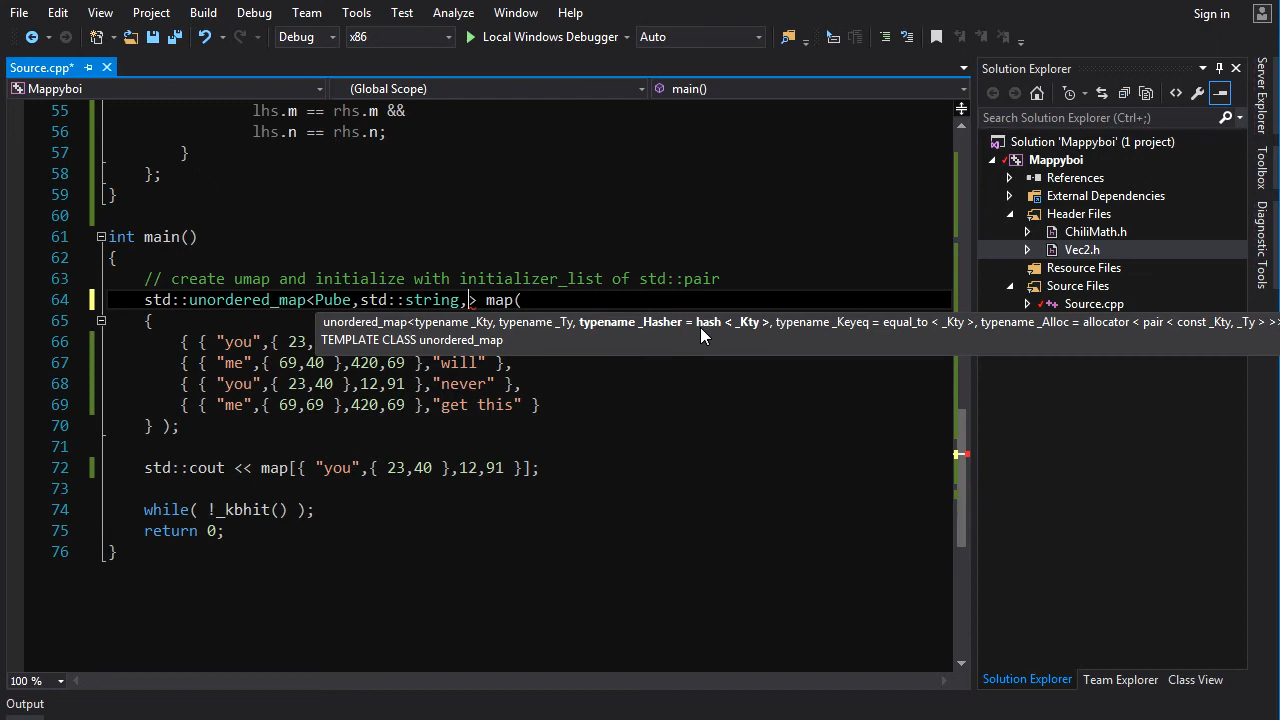 File Edit View Project Build Debug Team Tools Test Analyze Window Help Sign in
Debug x86 Local Windows Debugger Auto
Source.cpp* Solution Explorer
Mappyboi (Global Scope) main()
Search Solution Explorer (Ctrl+;)
Solution 'Mappyboi' (1 project)
Mappyboi
References
External Dependencies
Header Files
ChiliMath.h
Vec2.h
Resource Files
Source Files
Source.cpp
Server Explorer
Toolbox
Diagnostic Tools
55 lhs.m == rhs.m &&
56 lhs.n == rhs.n;
57 }
58 };
59 }
60
61 int main()
62 {
63 // create umap and initialize with initializer_list of std::pair
64 std::unordered_map<Pube,std::string,> map(
65 {
unordered_map<typename _Kty, typename _Ty, typename _Hasher = hash < _Kty >, typename _Keyeq = equal_to < _Kty >, typename _Alloc = allocator < pair < const _Kty, _Ty > >>
TEMPLATE CLASS unordered_map
66 { { "you",{ 23,
67 { { "me",{ 69,40 },420,69 },"will" },
68 { { "you",{ 23,40 },12,91 },"never" },
69 { { "me",{ 69,69 },420,69 },"get this" }
70 } );
71
72 std::cout << map[{ "you",{ 23,40 },12,91 }];
73
74 while( !_kbhit() );
75 return 0;
76 }
100 %
Solution Explorer Team Explorer Class View
Output